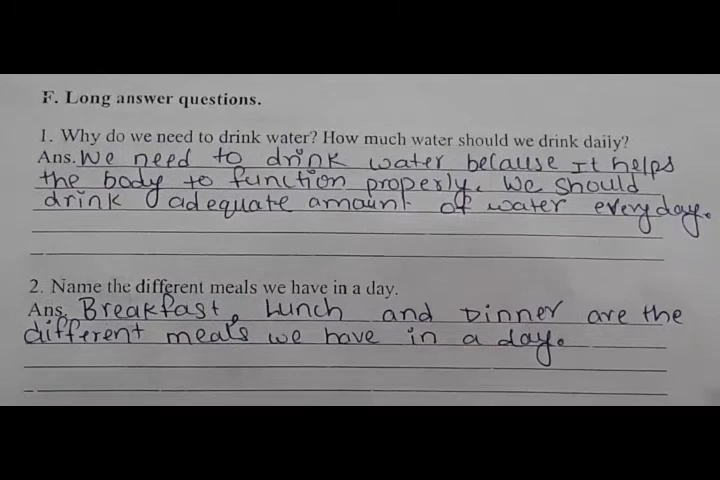 F. Long answer questions.
1. Why do we need to drink water? How much water should we drink daily?
Ans. We need to drink water because It helps
the body to function properly. We should
drink adequate amount of water everyday.
2. Name the different meals we have in a day.
Ans. Breakfast, Lunch and Dinner are the
different meals we have in a day.